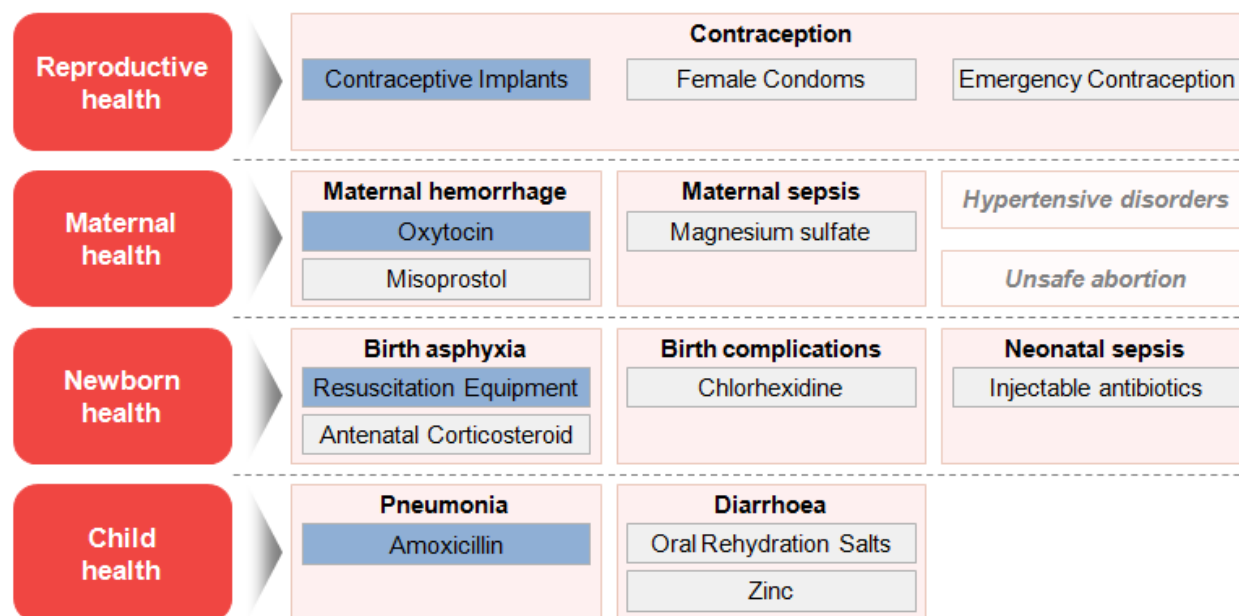 Reproductive
health
Contraception
Contraceptive Implants
Female Condoms
Emergency Contraception
Maternal
health
Maternal hemorrhage
Oxytocin
Misoprostol
Maternal sepsis
Magnesium sulfate
Hypertensive disorders
Unsafe abortion
Newborn
health
Birth asphyxia
Resuscitation Equipment
Antenatal Corticosteroid
Birth complications
Chlorhexidine
Neonatal sepsis
Injectable antibiotics
Child
health
Pneumonia
Amoxicillin
Diarrhoea
Oral Rehydration Salts
Zinc